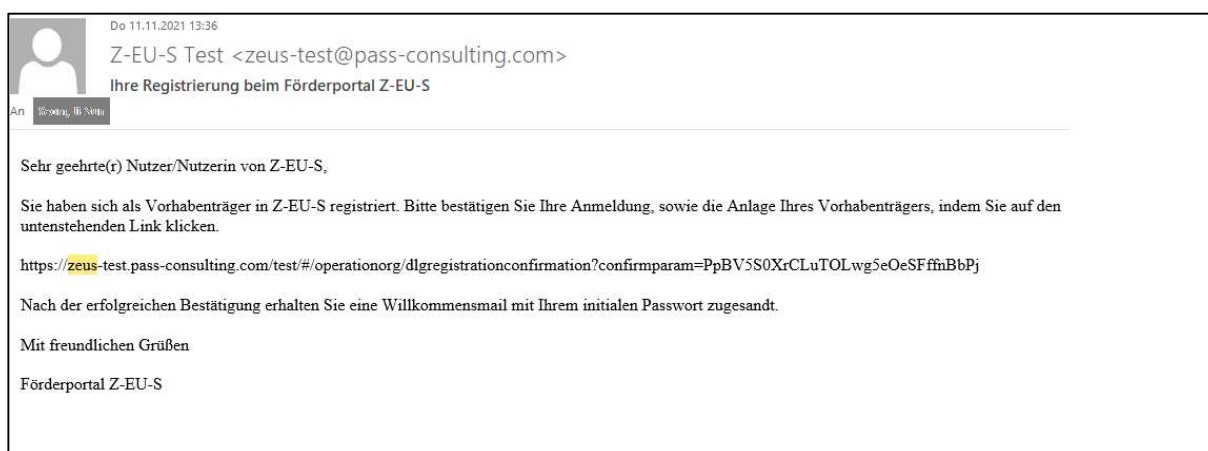 Do 11.11.2021 13:36
Z-EU-S Test <zeus-test@pass-consulting.com>
Ihre Registrierung beim Förderportal Z-EU-S
An
Sehr geehrte(r) Nutzer/Nutzerin von Z-EU-S,
Sie haben sich als Vorhabenträger in Z-EU-S registriert. Bitte bestätigen Sie Ihre Anmeldung, sowie die Anlage Ihres Vorhabenträgers, indem Sie auf den
untenstehenden Link klicken.
https://zeus-test.pass-consulting.com/test/#/operationorg/dlgregistrationconfirmation?confirmparam=PpBV5S0XrCLuTOLwg5eOeSFffnBbPj
Nach der erfolgreichen Bestätigung erhalten Sie eine Willkommensmail mit Ihrem initialen Passwort zugesandt.
Mit freundlichen Grüßen
Förderportal Z-EU-S